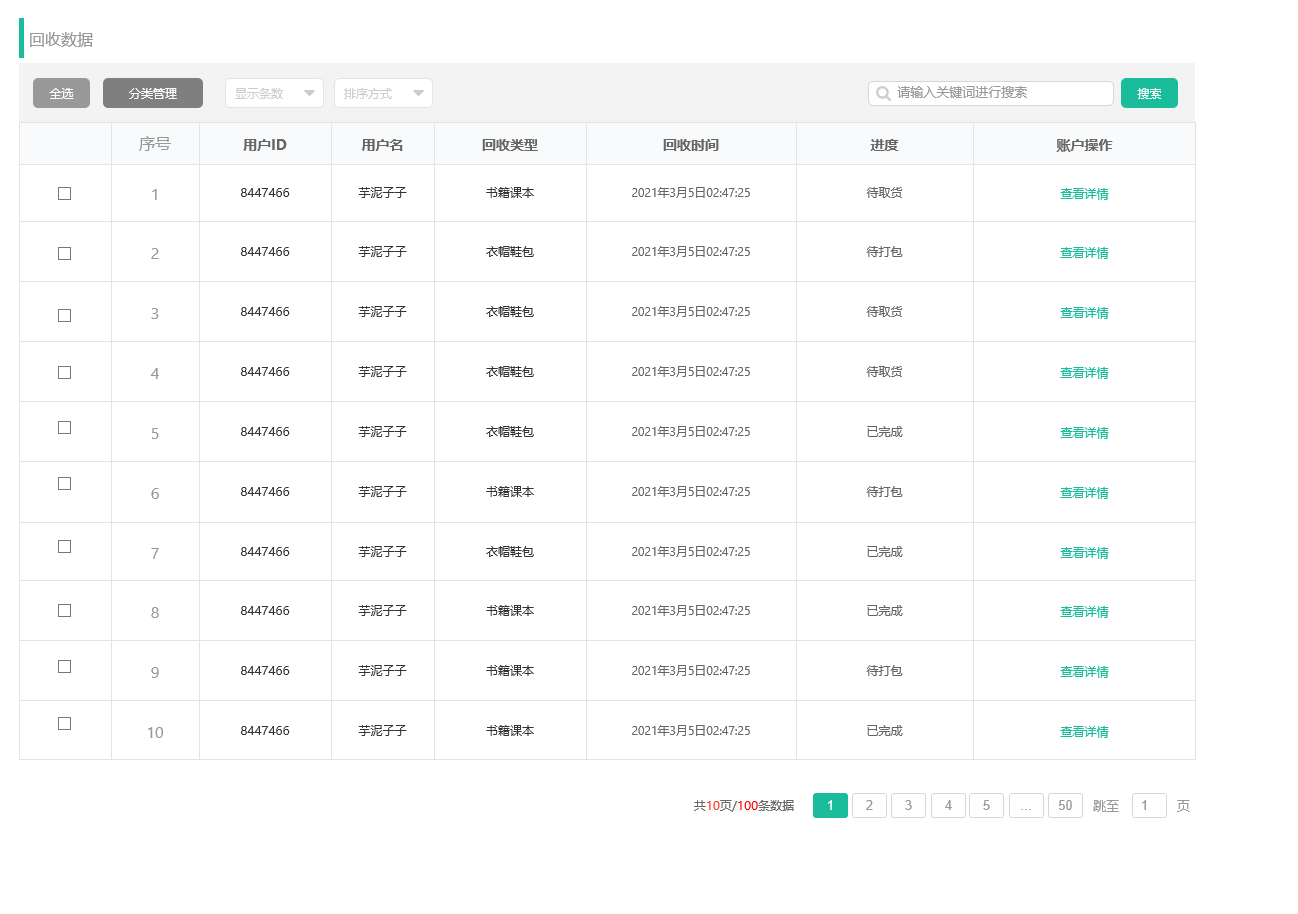 回收数据
全选 分类管理 显示条数 排序方式 请输入关键词进行搜索 搜索
序号 用户ID 用户名 回收类型 回收时间 进度 账户操作
1 8447466 芋泥子子 书籍课本 2021年3月5日02:47:25 待取货 查看详情
2 8447466 芋泥子子 衣帽鞋包 2021年3月5日02:47:25 待打包 查看详情
3 8447466 芋泥子子 衣帽鞋包 2021年3月5日02:47:25 待取货 查看详情
4 8447466 芋泥子子 衣帽鞋包 2021年3月5日02:47:25 待取货 查看详情
5 8447466 芋泥子子 衣帽鞋包 2021年3月5日02:47:25 已完成 查看详情
6 8447466 芋泥子子 书籍课本 2021年3月5日02:47:25 待打包 查看详情
7 8447466 芋泥子子 衣帽鞋包 2021年3月5日02:47:25 已完成 查看详情
8 8447466 芋泥子子 书籍课本 2021年3月5日02:47:25 已完成 查看详情
9 8447466 芋泥子子 书籍课本 2021年3月5日02:47:25 待打包 查看详情
10 8447466 芋泥子子 书籍课本 2021年3月5日02:47:25 已完成 查看详情
共10页/100条数据 1 2 3 4 5 ... 50 跳至 1 页